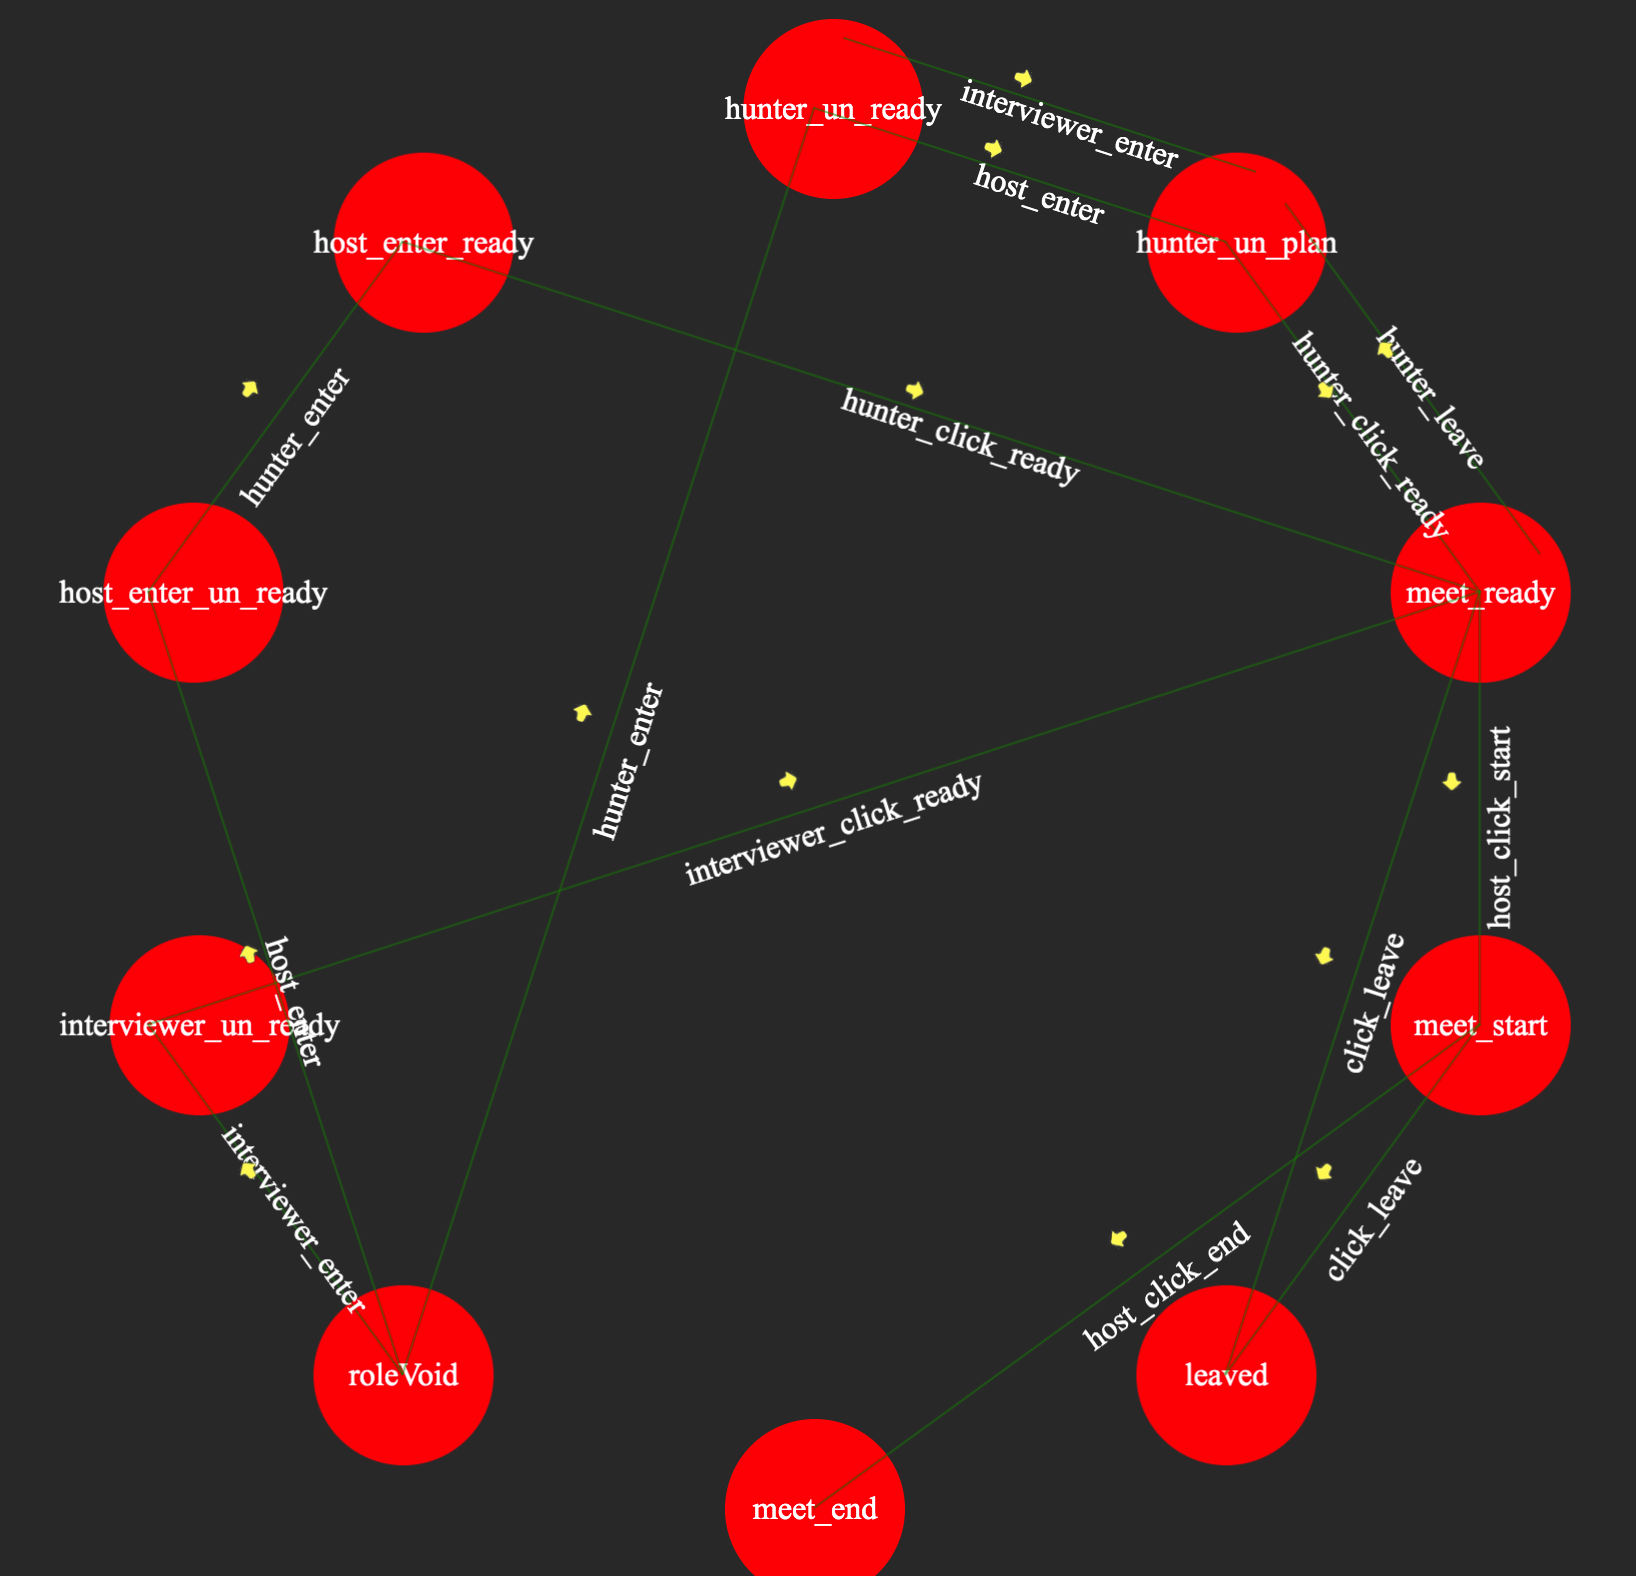 hunter_un_ready
interviewer_enter
host_enter
host_enter_ready
hunter_un_plan
hunter_enter
hunter_click_ready
hunter_click_ready
hunter_leave
host_enter_un_ready
meet_ready
hunter_enter
interviewer_click_ready
host_click_start
host_enter
click_leave
interviewer_un_ready
meet_start
interviewer_enter
click_leave
host_click_end
roleVoid
leaved
meet_end